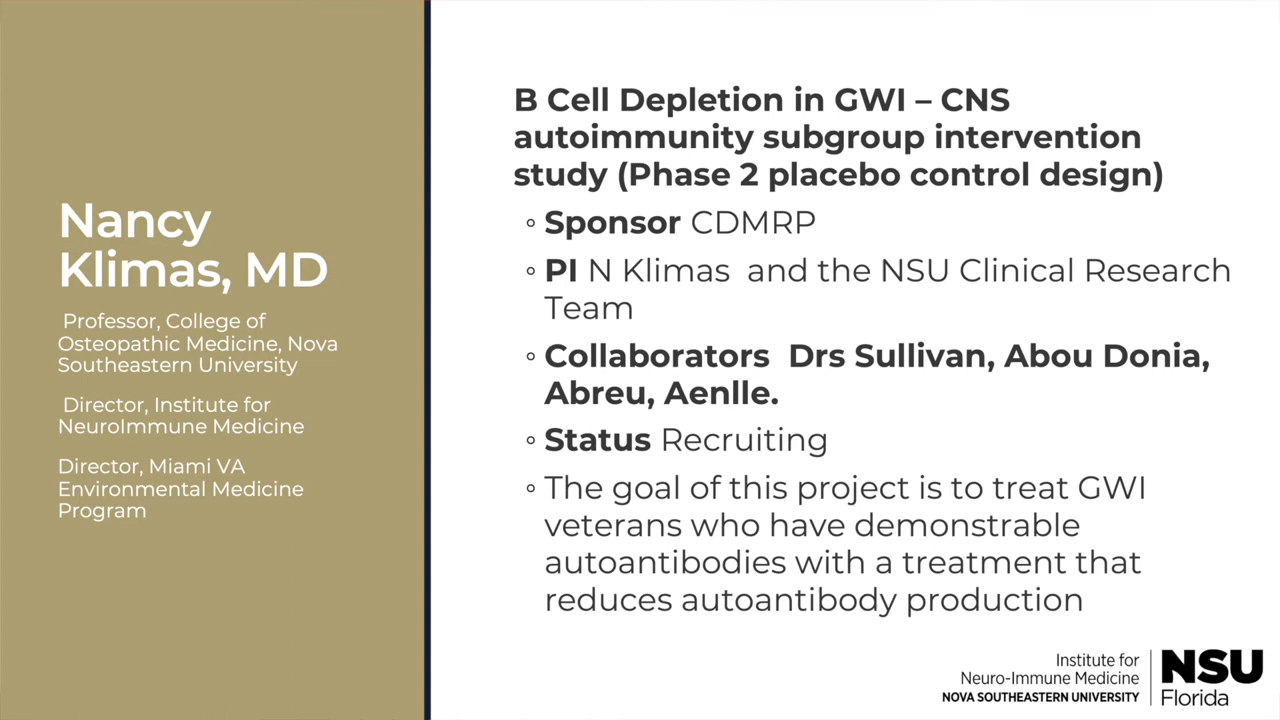 Nancy
Klimas, MD
Professor, College of
Osteopathic Medicine, Nova
Southeastern University
Director, Institute for
NeuroImmune Medicine
Director, Miami VA
Environmental Medicine
Program
B Cell Depletion in GWI – CNS
autoimmunity subgroup intervention
study (Phase 2 placebo control design)
◦ Sponsor CDMRP
◦ PI N Klimas and the NSU Clinical Research
Team
◦ Collaborators Drs Sullivan, Abou Donia,
Abreu, Aenlle.
◦ Status Recruiting
◦ The goal of this project is to treat GWI
veterans who have demonstrable
autoantibodies with a treatment that
reduces autoantibody production
Institute for
Neuro-Immune Medicine
NOVA SOUTHEASTERN UNIVERSITY
NSU
Florida